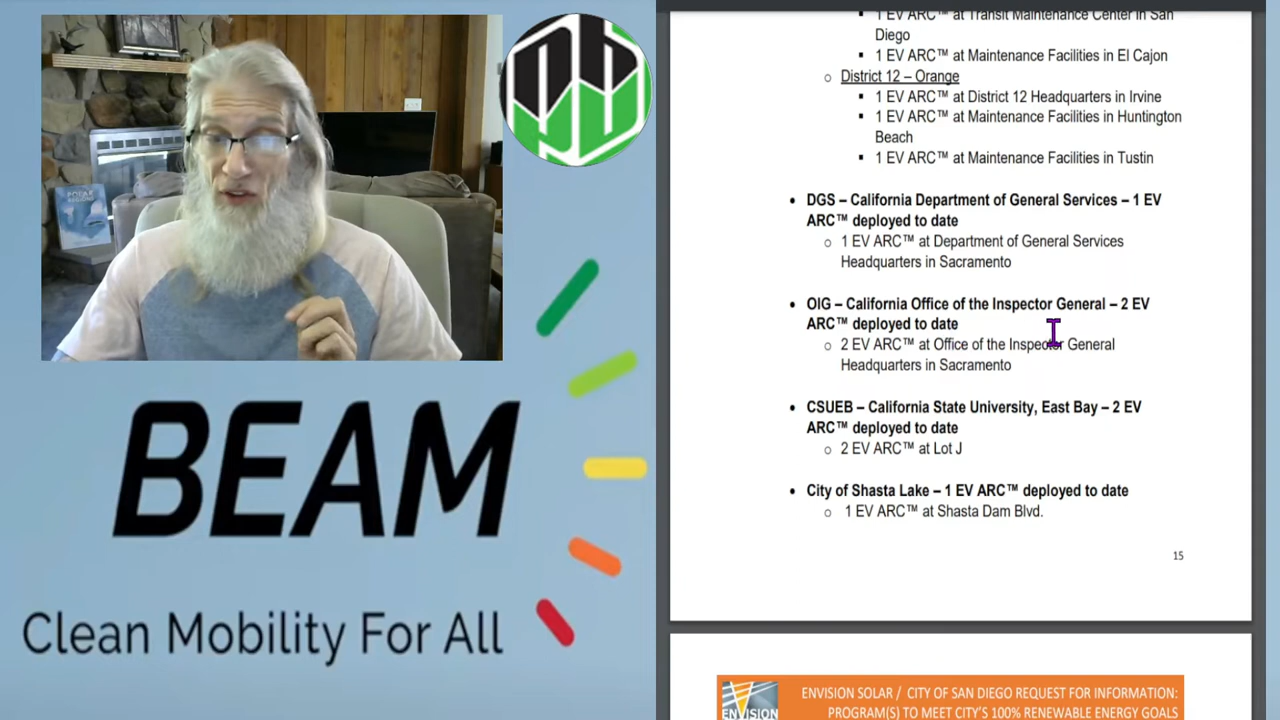 POLAR
REGIONS
BEAM
Clean Mobility For All
▪ 1 EV ARC™ at Transit Maintenance Center in San
Diego
▪ 1 EV ARC™ at Maintenance Facilities in El Cajon
o District 12 – Orange
▪ 1 EV ARC™ at District 12 Headquarters in Irvine
▪ 1 EV ARC™ at Maintenance Facilities in Huntington
Beach
▪ 1 EV ARC™ at Maintenance Facilities in Tustin
• DGS – California Department of General Services – 1 EV
ARC™ deployed to date
o 1 EV ARC™ at Department of General Services
Headquarters in Sacramento
• OIG – California Office of the Inspector General – 2 EV
ARC™ deployed to date
o 2 EV ARC™ at Office of the Inspector General
Headquarters in Sacramento
• CSUEB – California State University, East Bay – 2 EV
ARC™ deployed to date
o 2 EV ARC™ at Lot J
• City of Shasta Lake – 1 EV ARC™ deployed to date
o 1 EV ARC™ at Shasta Dam Blvd.
15
ENVISION
ENVISION SOLAR / CITY OF SAN DIEGO REQUEST FOR INFORMATION:
PROGRAM(S) TO MEET CITY'S 100% RENEWABLE ENERGY GOALS